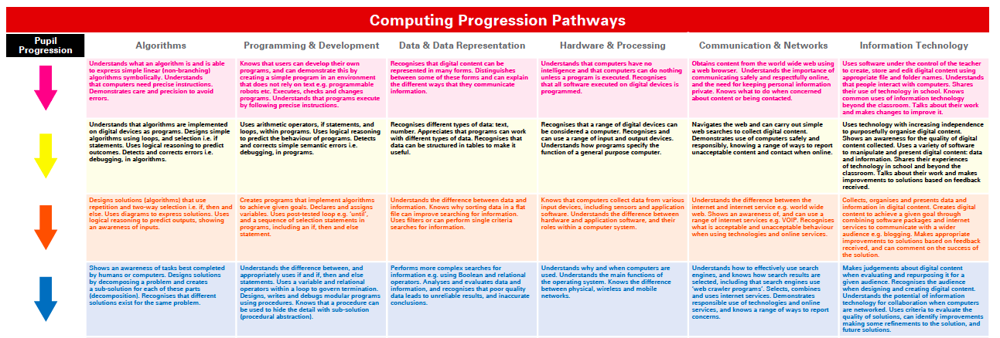 Computing Progression Pathways
Pupil
Progression
Algorithms
Programming & Development
Data & Data Representation
Hardware & Processing
Communication & Networks
Information Technology
Understands what an algorithm is and is able
to express simple linear (non-branching)
algorithms symbolically. Understands
that computers need precise instructions.
Demonstrates care and precision to avoid
errors.
Knows that users can develop their own
programs, and can demonstrate this by
creating a simple program in an environment
that does not rely on text e.g. programmable
robots etc. Executes, checks and changes
programs. Understands that programs execute
by following precise instructions.
Recognises that digital content can be
represented in many forms. Distinguishes
between some of these forms and can explain
the different ways that they communicate
information.
Understands that computers have no
intelligence and that computers can do nothing
unless a program is executed. Recognises
that all software executed on digital devices is
programmed.
Obtains content from the world wide web using
a web browser. Understands the importance of
communicating safely and respectfully online,
and the need for keeping personal information
private. Knows what to do when concerned
about content or being contacted.
Uses software under the control of the teacher
to create, store and edit digital content using
appropriate file and folder names. Understands
that people interact with computers. Shares
their use of technology in school. Knows
common uses of information technology
beyond the classroom. Talks about their work
and makes changes to improve it.
Understands that algorithms are implemented
on digital devices as programs. Designs simple
algorithms using loops, and selection i.e. if
statements. Uses logical reasoning to predict
outcomes. Detects and corrects errors i.e.
debugging, in algorithms.
Uses arithmetic operators, if statements, and
loops, within programs. Uses logical reasoning
to predict the behaviour of programs. Detects
and corrects simple semantic errors i.e.
debugging, in programs.
Recognises different types of data: text,
number. Appreciates that programs can work
with different types of data. Recognises that
data can be structured in tables to make it
useful.
Recognises that a range of digital devices can
be considered a computer. Recognises and
can use a range of input and output devices.
Understands how programs specify the
function of a general purpose computer.
Navigates the web and can carry out simple
web searches to collect digital content.
Demonstrates use of computers safely and
responsibly, knowing a range of ways to report
unacceptable content and contact when online.
Uses technology with increasing independence
to purposefully organise digital content.
Shows an awareness for the quality of digital
content collected. Uses a variety of software
to manipulate and present digital content: data
and information. Shares their experiences
of technology in school and beyond the
classroom. Talks about their work and makes
improvements to solutions based on feedback
received.
Designs solutions (algorithms) that use
repetition and two-way selection i.e. if, then and
else. Uses diagrams to express solutions. Uses
logical reasoning to predict outputs, showing
an awareness of inputs.
Creates programs that implement algorithms
to achieve given goals. Declares and assigns
variables. Uses post-tested loop e.g. 'until',
and a sequence of selection statements in
programs, including an if, then and else
statement.
Understands the difference between data and
information. Knows why sorting data in a flat
file can improve searching for information.
Uses filters or can perform single criteria
searches for information.
Knows that computers collect data from various
input devices, including sensors and application
software. Understands the difference between
hardware and application software, and their
roles within a computer system.
Understands the difference between the
internet and internet service e.g. world wide
web. Shows an awareness of, and can use a
range of internet services e.g. VOIP. Recognises
what is acceptable and unacceptable behaviour
when using technologies and online services.
Collects, organises and presents data and
information in digital content. Creates digital
content to achieve a given goal through
combining software packages and internet
services to communicate with a wider
audience e.g. blogging. Makes appropriate
improvements to solutions based on feedback
received, and can comment on the success of
the solution.
Shows an awareness of tasks best completed
by humans or computers. Designs solutions
by decomposing a problem and creates
a sub-solution for each of these parts
(decomposition). Recognises that different
solutions exist for the same problem.
Understands the difference between, and
appropriately uses if and if, then and else
statements. Uses a variable and relational
operators within a loop to govern termination.
Designs, writes and debugs modular programs
using procedures. Knows that a procedure can
be used to hide the detail with sub-solution
(procedural abstraction).
Performs more complex searches for
information e.g. using Boolean and relational
operators. Analyses and evaluates data and
information, and recognises that poor quality
data leads to unreliable results, and inaccurate
conclusions.
Understands why and when computers are
used. Understands the main functions of
the operating system. Knows the difference
between physical, wireless and mobile
networks.
Understands how to effectively use search
engines, and knows how search results are
selected, including that search engines use
'web crawler programs'. Selects, combines
and uses internet services. Demonstrates
responsible use of technologies and online
services, and knows a range of ways to report
concerns.
Makes judgements about digital content
when evaluating and repurposing it for a
given audience. Recognises the audience
when designing and creating digital content.
Understands the potential of information
technology for collaboration when computers
are networked. Uses criteria to evaluate the
quality of solutions, can identify improvements
making some refinements to the solution, and
future solutions.